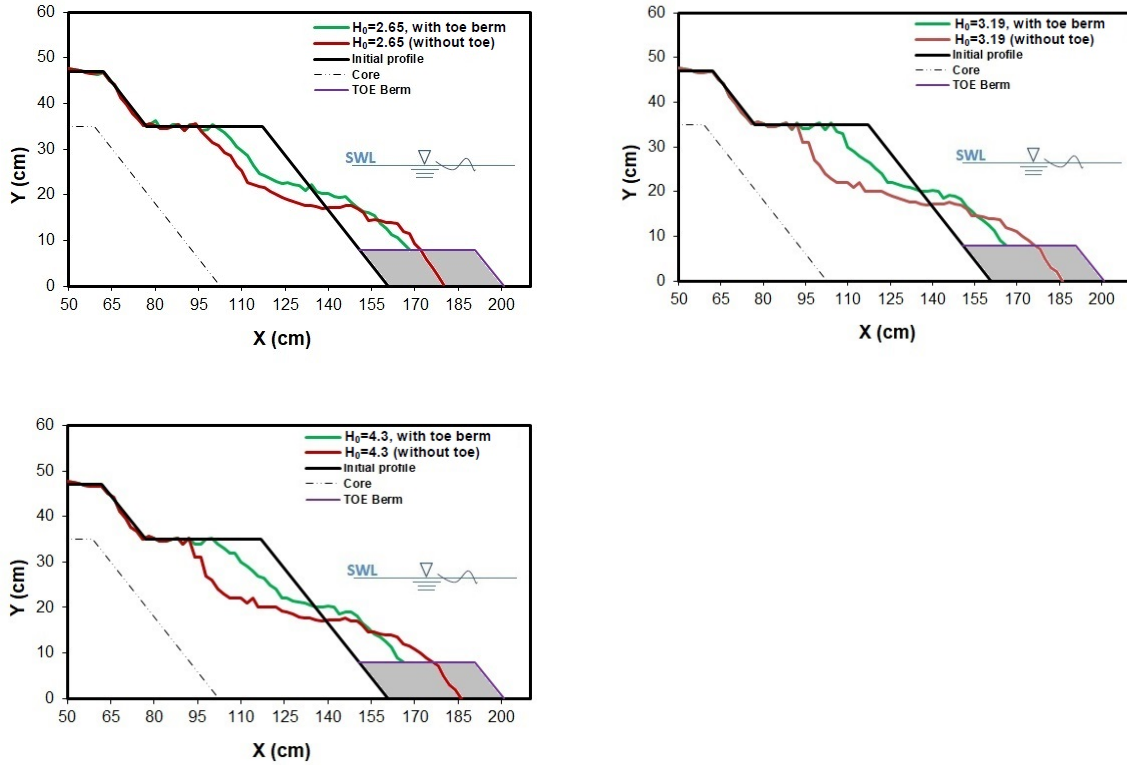 60
50
40
30
20
10
0
Y (cm)
50 65 80 95 110 125 140 155 170 185 200
X (cm)
H₀=2.65, with toe berm
H₀=2.65 (without toe)
Initial profile
Core
TOE Berm
SWL
60
50
40
30
20
10
0
Y (cm)
50 65 80 95 110 125 140 155 170 185 200
X (cm)
H₀=3.19, with toe berm
H₀=3.19 (without toe)
Initial profile
Core
TOE Berm
SWL
60
50
40
30
20
10
0
Y (cm)
50 65 80 95 110 125 140 155 170 185 200
X (cm)
H₀=4.3, with toe berm
H₀=4.3 (without toe)
Initial profile
Core
TOE Berm
SWL